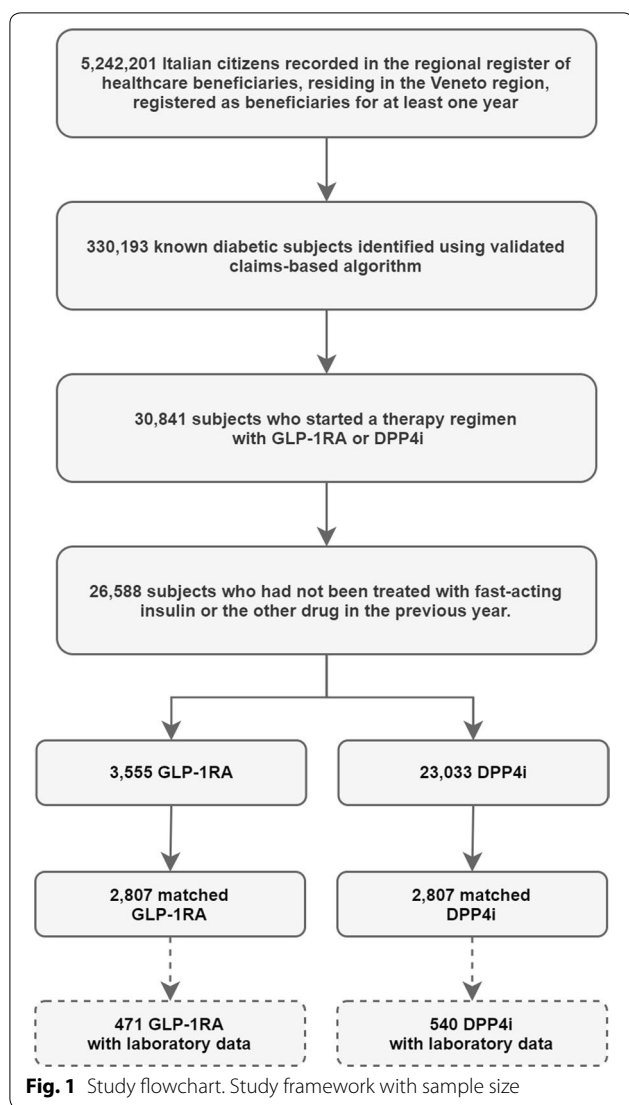 5,242,201 Italian citizens recorded in the regional register of
healthcare beneficiaries, residing in the Veneto region,
registered as beneficiaries for at least one year
330,193 known diabetic subjects identified using validated
claims-based algorithm
30,841 subjects who started a therapy regimen
with GLP-1RA or DPP4i
26,588 subjects who had not been treated with fast-acting
insulin or the other drug in the previous year.
3,555 GLP-1RA
23,033 DPP4i
2,807 matched
GLP-1RA
2,807 matched
DPP4i
471 GLP-1RA
with laboratory data
540 DPP4i
with laboratory data
Fig. 1 Study flowchart. Study framework with sample size